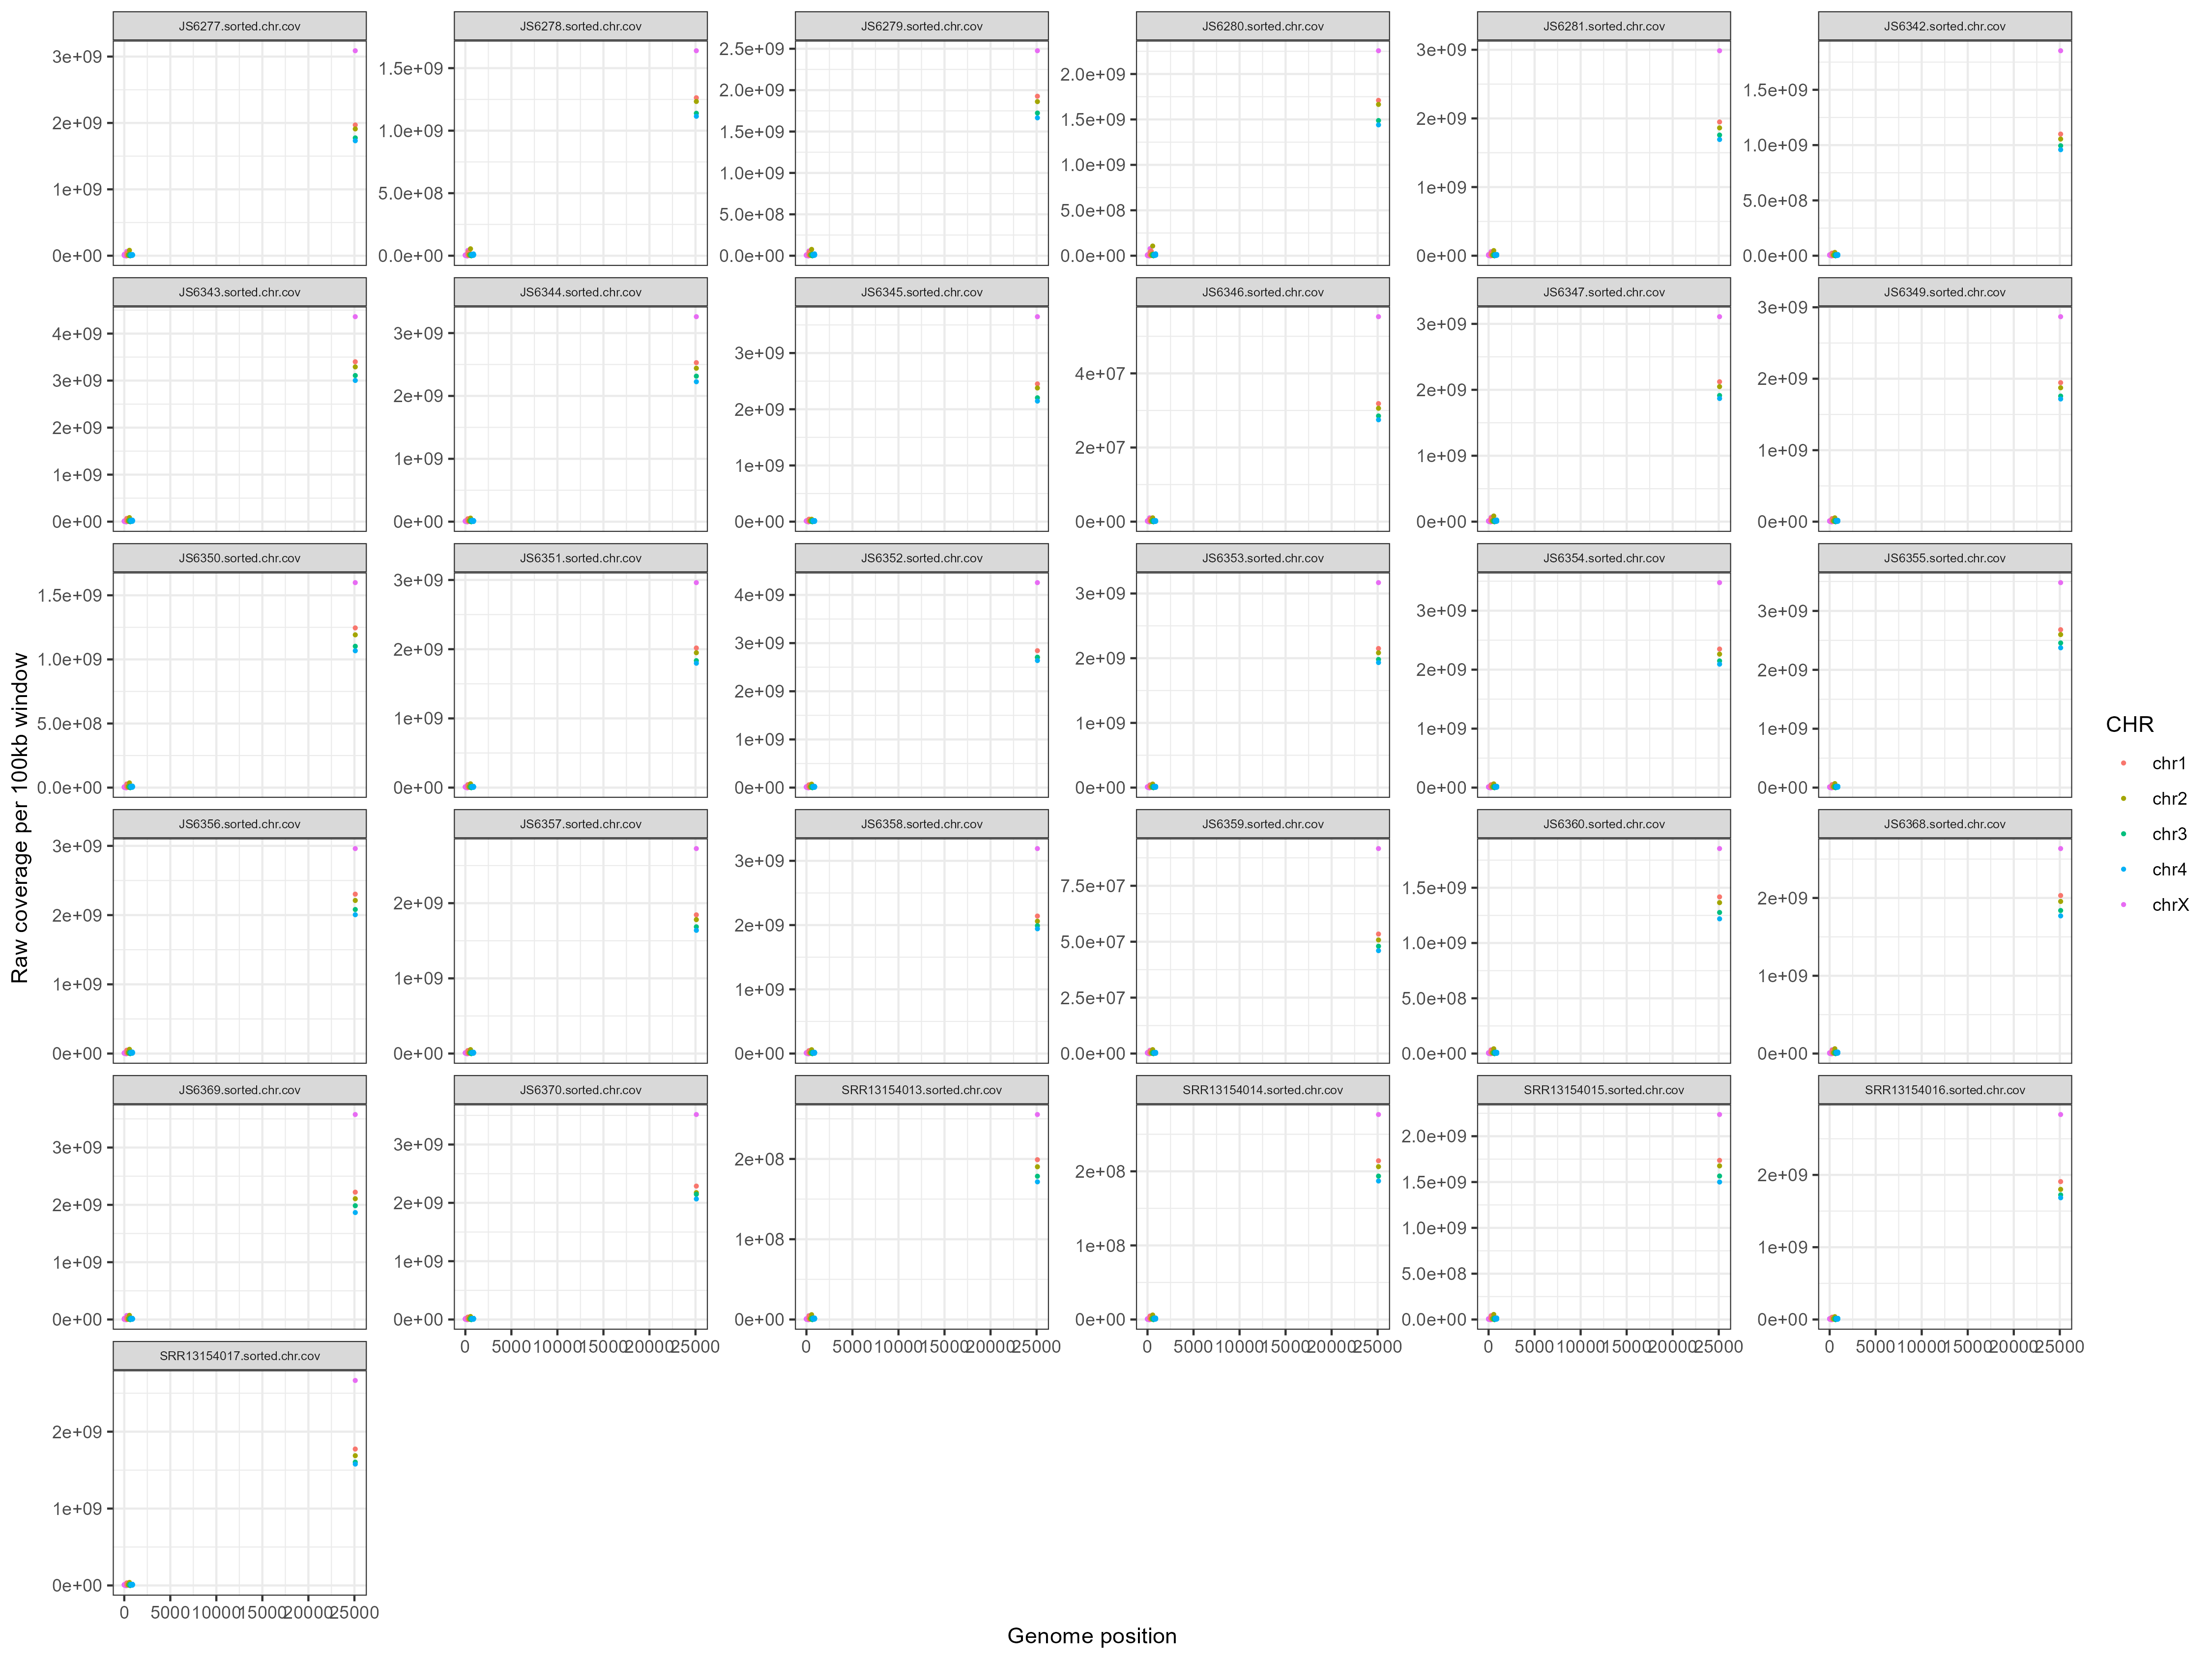 JS6277.sorted.chr.cov JS6278.sorted.chr.cov JS6279.sorted.chr.cov JS6280.sorted.chr.cov JS6281.sorted.chr.cov JS6342.sorted.chr.cov
3e+09 2e+09 1e+09 0e+00
1.5e+09 1.0e+09 5.0e+08 0.0e+00
2.5e+09 2.0e+09 1.5e+09 1.0e+09 5.0e+08 0.0e+00
2.0e+09 1.5e+09 1.0e+09 5.0e+08 0.0e+00
3e+09 2e+09 1e+09 0e+00
1.5e+09 1.0e+09 5.0e+08 0.0e+00
JS6343.sorted.chr.cov JS6344.sorted.chr.cov JS6345.sorted.chr.cov JS6346.sorted.chr.cov JS6347.sorted.chr.cov JS6349.sorted.chr.cov
4e+09 3e+09 2e+09 1e+09 0e+00
3e+09 2e+09 1e+09 0e+00
3e+09 2e+09 1e+09 0e+00
4e+07 2e+07 0e+00
3e+09 2e+09 1e+09 0e+00
3e+09 2e+09 1e+09 0e+00
JS6350.sorted.chr.cov JS6351.sorted.chr.cov JS6352.sorted.chr.cov JS6353.sorted.chr.cov JS6354.sorted.chr.cov JS6355.sorted.chr.cov
1.5e+09 1.0e+09 5.0e+08 0.0e+00
3e+09 2e+09 1e+09 0e+00
4e+09 3e+09 2e+09 1e+09 0e+00
3e+09 2e+09 1e+09 0e+00
3e+09 2e+09 1e+09 0e+00
3e+09 2e+09 1e+09 0e+00
JS6356.sorted.chr.cov JS6357.sorted.chr.cov JS6358.sorted.chr.cov JS6359.sorted.chr.cov JS6360.sorted.chr.cov JS6368.sorted.chr.cov
3e+09 2e+09 1e+09 0e+00
2e+09 1e+09 0e+00
3e+09 2e+09 1e+09 0e+00
7.5e+07 5.0e+07 2.5e+07 0.0e+00
1.5e+09 1.0e+09 5.0e+08 0.0e+00
2e+09 1e+09 0e+00
JS6369.sorted.chr.cov JS6370.sorted.chr.cov SRR13154013.sorted.chr.cov SRR13154014.sorted.chr.cov SRR13154015.sorted.chr.cov SRR13154016.sorted.chr.cov
3e+09 2e+09 1e+09 0e+00
3e+09 2e+09 1e+09 0e+00
2e+08 1e+08 0e+00
2e+08 1e+08 0e+00
2.0e+09 1.5e+09 1.0e+09 5.0e+08 0.0e+00
2e+09 1e+09 0e+00
0 5000 10000 15000 20000 25000
0 5000 10000 15000 20000 25000
0 5000 10000 15000 20000 25000
0 5000 10000 15000 20000 25000
0 5000 10000 15000 20000 25000
SRR13154017.sorted.chr.cov
2e+09 1e+09 0e+00
0 5000 10000 15000 20000 25000
Raw coverage per 100kb window
Genome position
CHR
chr1
chr2
chr3
chr4
chrX